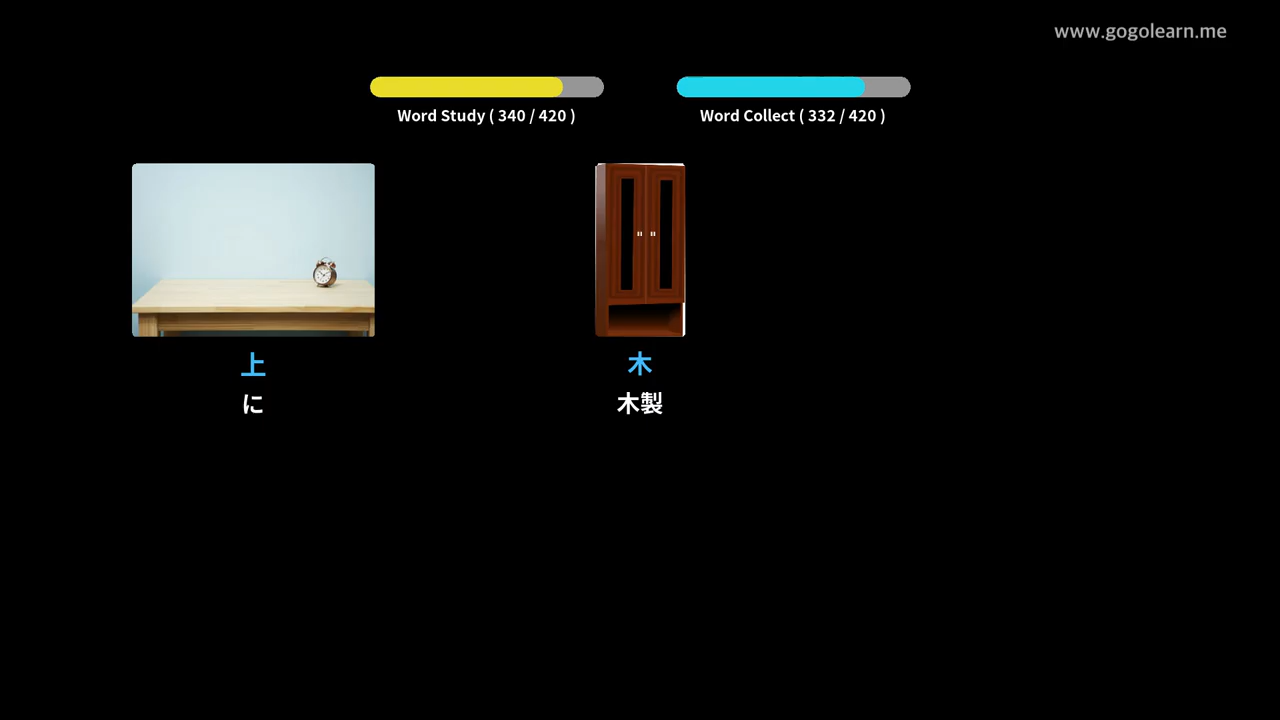 www.gogolearn.me
Word Study ( 340 / 420 )
Word Collect ( 332 / 420 )
上
に
木
木製